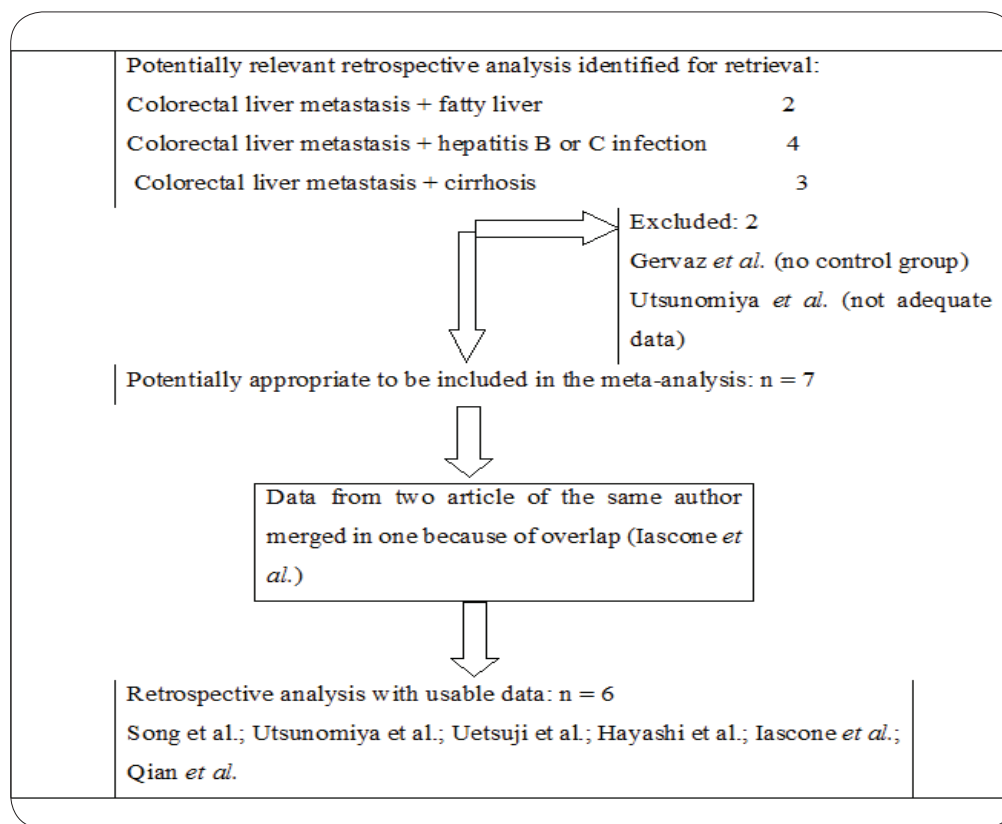 Potentially relevant retrospective analysis identified for retrieval:
Colorectal liver metastasis + fatty liver 2
Colorectal liver metastasis + hepatitis B or C infection 4
Colorectal liver metastasis + cirrhosis 3
Excluded: 2
Gervaz et al. (no control group)
Utsunomiya et al. (not adequate
data)
Potentially appropriate to be included in the meta-analysis: n = 7
Data from two article of the same author
merged in one because of overlap (Iascone et
al.)
Retrospective analysis with usable data: n = 6
Song et al.; Utsunomiya et al.; Uetsuji et al.; Hayashi et al.; Iascone et al.;
Qian et al.